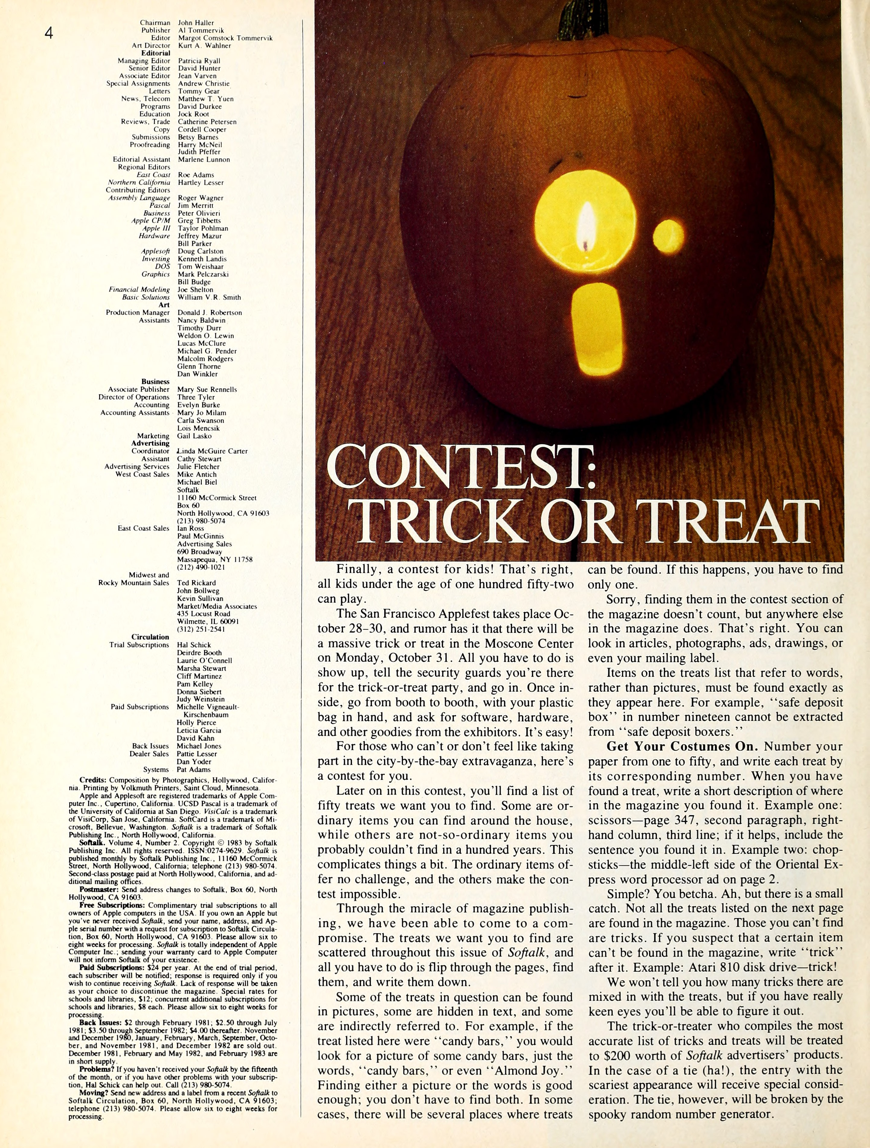 4
Chairman John Haller
Publisher Al Tommervik
Editor Margot Comstock Tommervik
Art Director Kurt A. Wahlner
Editorial
Managing Editor Patricia Ryall
Senior Editor David Hunter
Associate Editor Jean Varven
Special Assignments Andrew Christie
Letters Tommy Gear
News, Telecom Matthew T. Yuen
Programs David Durkee
Education Jock Root
Reviews, Trade Catherine Petersen
Copy Cordell Cooper
Submissions Betsy Barnes
Proofreading Harry McNeil
Judith Pfeffer
Editorial Assistant Marlene Lunnon
Regional Editors
East Coast Roe Adams
Northern California Hartley Lesser
Contributing Editors
Assembly Language Roger Wagner
Pascal Jim Merritt
Business Peter Olivieri
Apple CP/M Greg Tibbetts
Apple III Taylor Pohlman
Hardware Jeffrey Mazur
Bill Parker
Applesoft Doug Carlston
Investing Kenneth Landis
DOS Tom Weishaar
Graphics Mark Pelczarski
Bill Budge
Financial Modeling Joe Shelton
Basic Solutions William V.R. Smith
Art
Production Manager Donald J. Robertson
Assistants Nancy Baldwin
Timothy Durr
Weldon O. Lewin
Lucas McClure
Michael G. Pender
Malcolm Rodgers
Glenn Thorne
Dan Winkler
Business
Associate Publisher Mary Sue Rennells
Director of Operations Three Tyler
Accounting Evelyn Burke
Accounting Assistants Mary Jo Milam
Carla Swanson
Lois Mencsik
Marketing Gail Lasko
Advertising
Coordinator Linda McGuire Carter
Assistant Cathy Stewart
Advertising Services Julie Fletcher
West Coast Sales Mike Antich
Michael Biel
Softalk
11160 McCormick Street
Box 60
North Hollywood, CA 91603
(213) 980-5074
East Coast Sales Ian Ross
Paul McGinnis
Advertising Sales
690 Broadway
Massapequa, NY 11758
(212) 490-1021
Midwest and
Rocky Mountain Sales Ted Rickard
John Bollweg
Kevin Sullivan
Market/Media Associates
435 Locust Road
Wilmette, IL 60091
(312) 251-2541
Circulation
Trial Subscriptions Hal Schick
Deirdre Booth
Laurie O'Connell
Marsha Stewart
Cliff Martinez
Pam Kelley
Donna Siebert
Judy Weinstein
Paid Subscriptions Michelle Vigneault-
Kirschenbaum
Holly Pierce
Leticia Garcia
David Kahn
Back Issues Michael Jones
Dealer Sales Pattie Lesser
Dan Yoder
Systems Pat Adams
Credits: Composition by Photographics, Hollywood, Califor-
nia. Printing by Volkmuth Printers, Saint Cloud, Minnesota.
Apple and Applesoft are registered trademarks of Apple Com-
puter Inc., Cupertino, California. UCSD Pascal is a trademark of
the University of California at San Diego. VisiCalc is a trademark
of VisiCorp, San Jose, California. SoftCard is a trademark of Mi-
crosoft, Bellevue, Washington. Softalk is a trademark of Softalk
Publishing Inc., North Hollywood, California.
Softalk. Volume 4, Number 2. Copyright © 1983 by Softalk
Publishing Inc. All rights reserved. ISSN:0274-9629. Softalk is
published monthly by Softalk Publishing Inc., 11160 McCormick
Street, North Hollywood, California; telephone (213) 980-5074.
Second-class postage paid at North Hollywood, California, and ad-
ditional mailing offices.
Postmaster: Send address changes to Softalk, Box 60, North
Hollywood, CA 91603.
Free Subscriptions: Complimentary trial subscriptions to all
owners of Apple computers in the USA. If you own an Apple but
you've never received Softalk, send your name, address, and Ap-
ple serial number with a request for subscription to Softalk Circula-
tion, Box 60, North Hollywood, CA 91603. Please allow six to
eight weeks for processing. Softalk is totally independent of Apple
Computer Inc.; sending your warranty card to Apple Computer
will not inform Softalk of your existence.
Paid Subscriptions: $24 per year. At the end of trial period,
each subscriber will be notified; response is required only if you
wish to continue receiving Softalk. Lack of response will be taken
as your choice to discontinue the magazine. Special rates for
schools and libraries, $12; concurrent additional subscriptions for
schools and libraries, $8 each. Please allow six to eight weeks for
processing.
Back Issues: $2 through February 1981; $2.50 through July
1981; $3.50 through September 1982; $4.00 thereafter. November
and December 1980, January, February, March, September, Octo-
ber, and November 1981, and December 1982 are sold out.
December 1981, February and May 1982, and February 1983 are
in short supply.
Problems? If you haven't received your Softalk by the fifteenth
of the month, or if you have other problems with your subscrip-
tion, Hal Schick can help out. Call (213) 980-5074.
Moving? Send new address and a label from a recent Softalk to
Softalk Circulation, Box 60, North Hollywood, CA 91603;
telephone (213) 980-5074. Please allow six to eight weeks for
processing.
CONTEST:
TRICK OR TREAT
Finally, a contest for kids! That's right,
all kids under the age of one hundred fifty-two
can play.
The San Francisco Applefest takes place Oc-
tober 28–30, and rumor has it that there will be
a massive trick or treat in the Moscone Center
on Monday, October 31. All you have to do is
show up, tell the security guards you're there
for the trick-or-treat party, and go in. Once in-
side, go from booth to booth, with your plastic
bag in hand, and ask for software, hardware,
and other goodies from the exhibitors. It's easy!
For those who can't or don't feel like taking
part in the city-by-the-bay extravaganza, here's
a contest for you.
Later on in this contest, you'll find a list of
fifty treats we want you to find. Some are or-
dinary items you can find around the house,
while others are not-so-ordinary items you
probably couldn't find in a hundred years. This
complicates things a bit. The ordinary items of-
fer no challenge, and the others make the con-
test impossible.
Through the miracle of magazine publish-
ing, we have been able to come to a com-
promise. The treats we want you to find are
scattered throughout this issue of Softalk, and
all you have to do is flip through the pages, find
them, and write them down.
Some of the treats in question can be found
in pictures, some are hidden in text, and some
are indirectly referred to. For example, if the
treat listed here were "candy bars," you would
look for a picture of some candy bars, just the
words, "candy bars," or even "Almond Joy."
Finding either a picture or the words is good
enough; you don't have to find both. In some
cases, there will be several places where treats
can be found. If this happens, you have to find
only one.
Sorry, finding them in the contest section of
the magazine doesn't count, but anywhere else
in the magazine does. That's right. You can
look in articles, photographs, ads, drawings, or
even your mailing label.
Items on the treats list that refer to words,
rather than pictures, must be found exactly as
they appear here. For example, "safe deposit
box" in number nineteen cannot be extracted
from "safe deposit boxers."
Get Your Costumes On. Number your
paper from one to fifty, and write each treat by
its corresponding number. When you have
found a treat, write a short description of where
in the magazine you found it. Example one:
scissors—page 347, second paragraph, right-
hand column, third line; if it helps, include the
sentence you found it in. Example two: chop-
sticks—the middle-left side of the Oriental Ex-
press word processor ad on page 2.
Simple? You betcha. Ah, but there is a small
catch. Not all the treats listed on the next page
are found in the magazine. Those you can't find
are tricks. If you suspect that a certain item
can't be found in the magazine, write "trick"
after it. Example: Atari 810 disk drive—trick!
We won't tell you how many tricks there are
mixed in with the treats, but if you have really
keen eyes you'll be able to figure it out.
The trick-or-treater who compiles the most
accurate list of tricks and treats will be treated
to $200 worth of Softalk advertisers' products.
In the case of a tie (ha!), the entry with the
scariest appearance will receive special consid-
eration. The tie, however, will be broken by the
spooky random number generator.